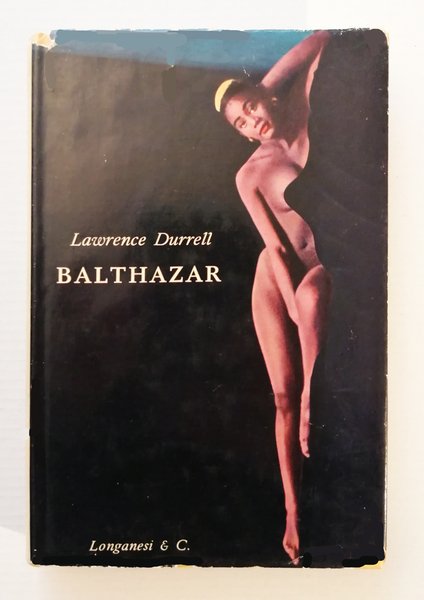 Lawrence Durrell
BALTHAZAR
Longanesi & C.